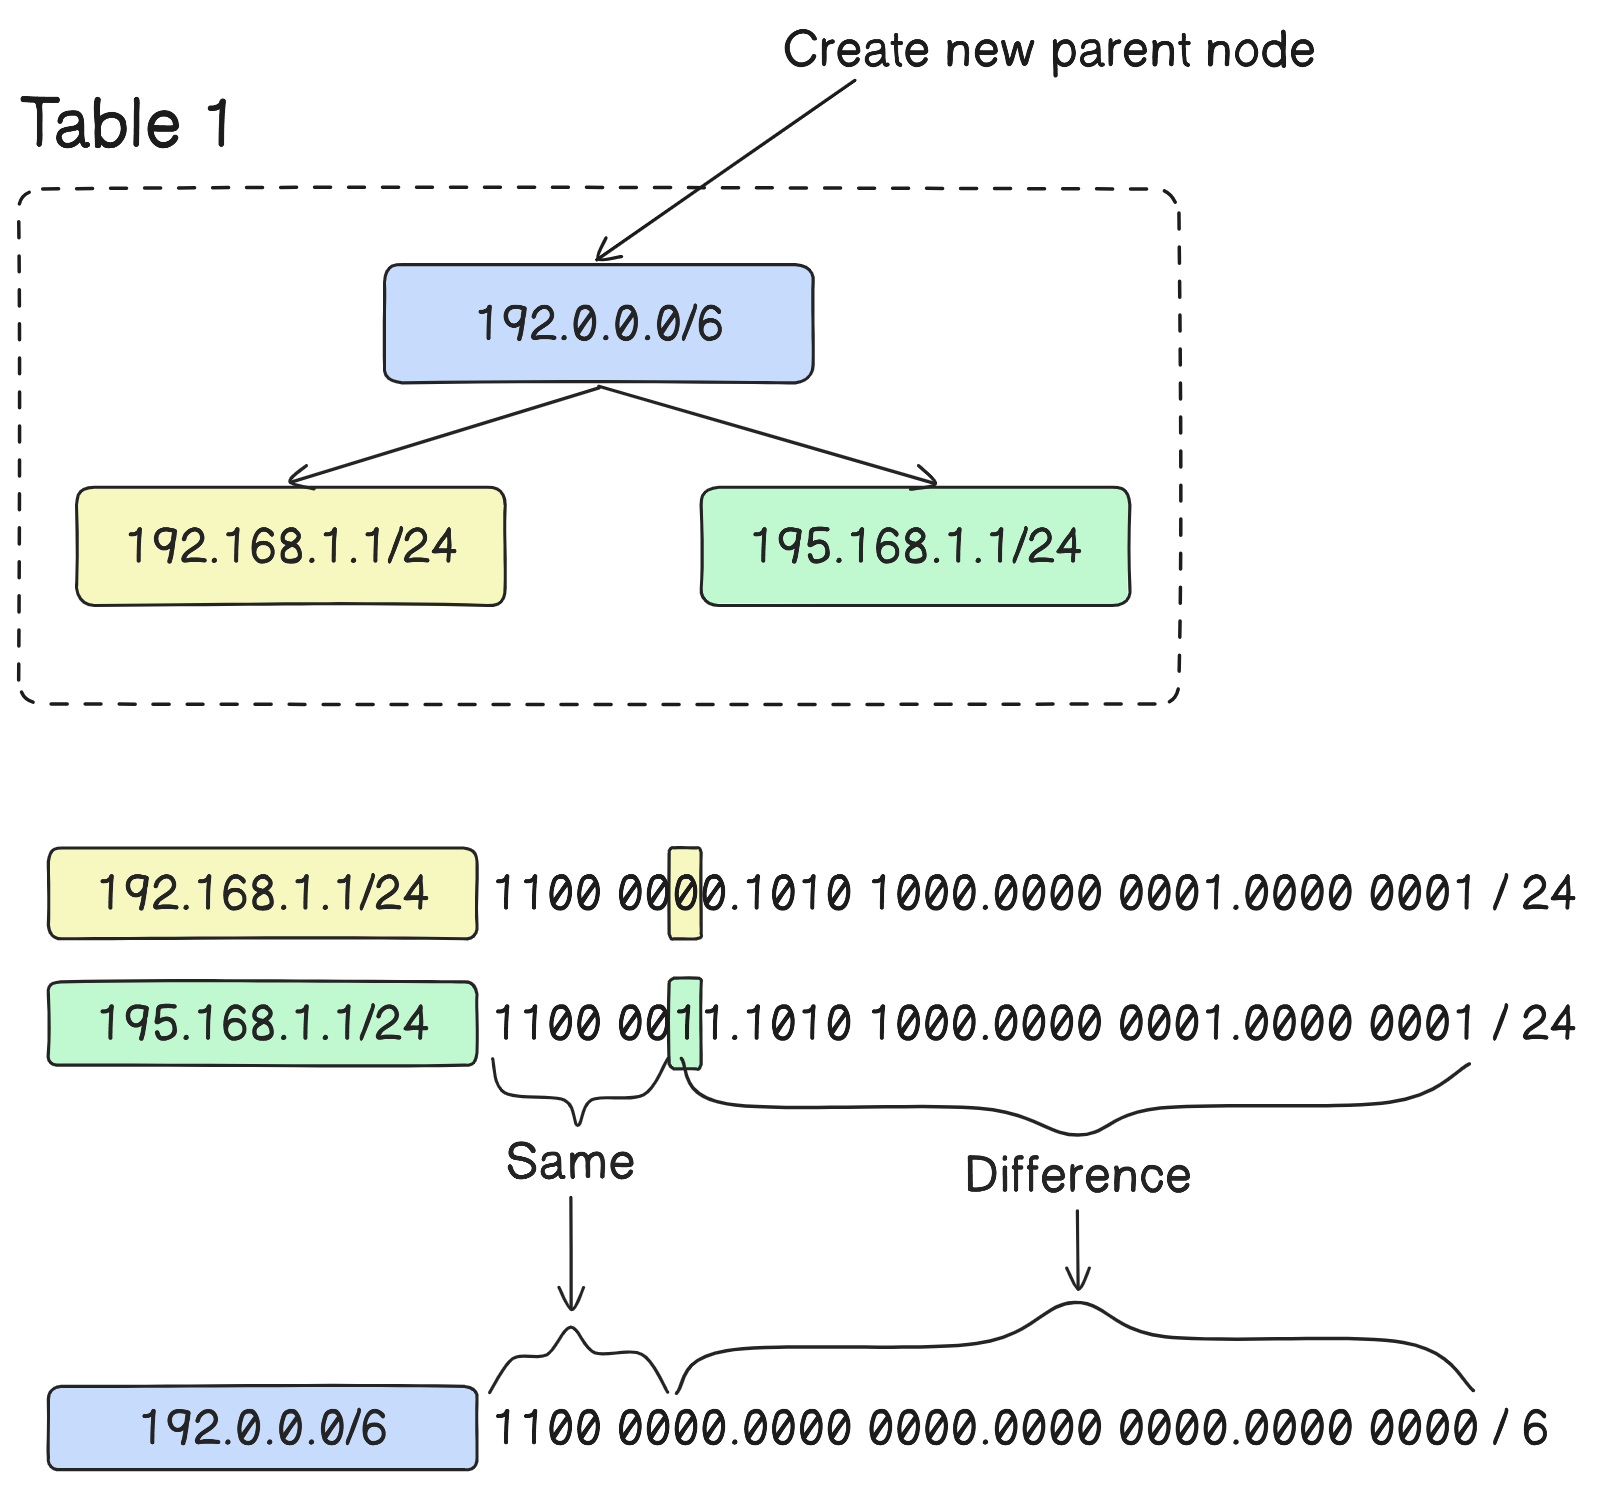 Create new parent node
Table 1
192.0.0.0/6
192.168.1.1/24
195.168.1.1/24
192.168.1.1/24 1100 0000.1010 1000.0000 0001.0000 0001 / 24
195.168.1.1/24 1100 0011.1010 1000.0000 0001.0000 0001 / 24
Same
Difference
192.0.0.0/6 1100 0000.0000 0000.0000 0000.0000 0000 / 6